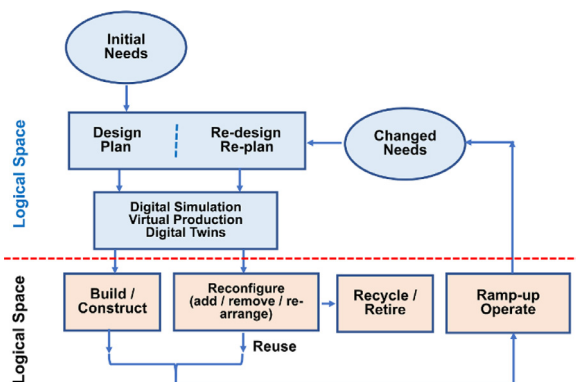 Initial
Needs
Logical Space
Design
Plan
Re-design
Re-plan
Changed
Needs
Digital Simulation
Virtual Production
Digital Twins
Logical Space
Build /
Construct
Reconfigure
(add / remove / re-
arrange)
Recycle /
Retire
Ramp-up
Operate
Reuse